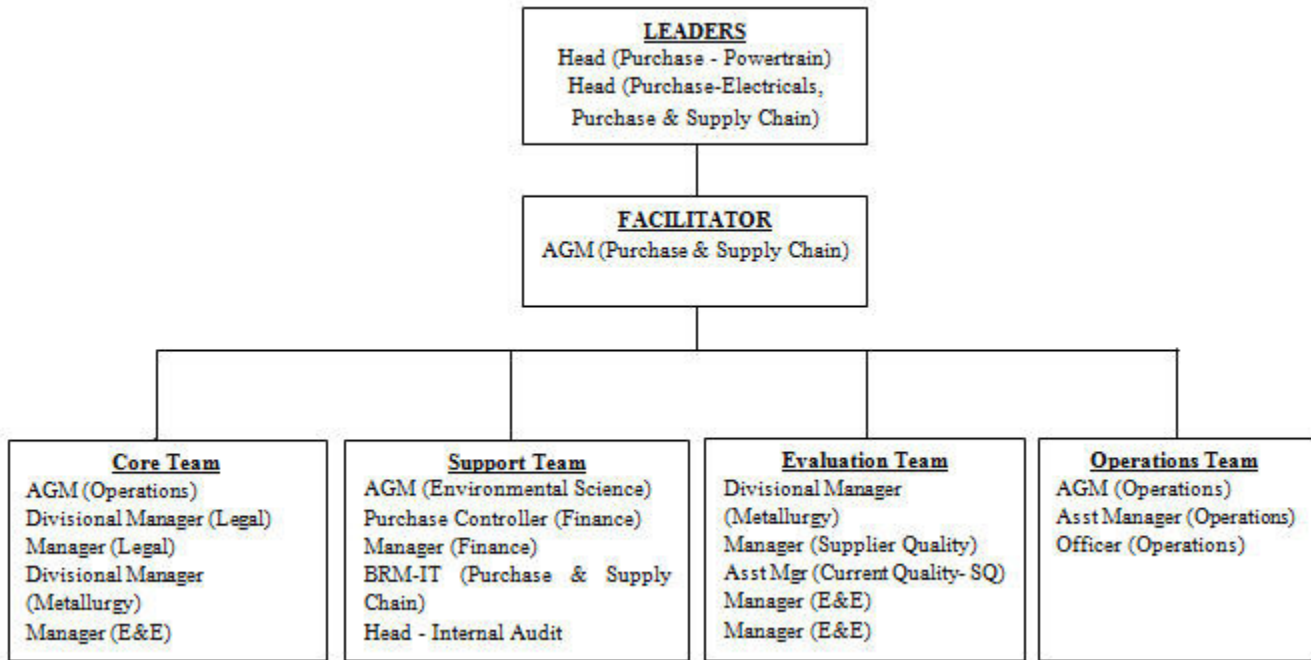 LEADERS
Head (Purchase - Powertrain)
Head (Purchase-Electricals,
Purchase & Supply Chain)
FACILITATOR
AGM (Purchase & Supply Chain)
Core Team
AGM (Operations)
Divisional Manager (Legal)
Manager (Legal)
Divisional Manager
(Metallurgy)
Manager (E&E)
Support Team
AGM (Environmental Science)
Purchase Controller (Finance)
Manager (Finance)
BRM-IT (Purchase & Supply
Chain)
Head - Internal Audit
Evaluation Team
Divisional Manager
(Metallurgy)
Manager (Supplier Quality)
Asst Mgr (Current Quality- SQ)
Manager (E&E)
Manager (E&E)
Operations Team
AGM (Operations)
Asst Manager (Operations)
Officer (Operations)